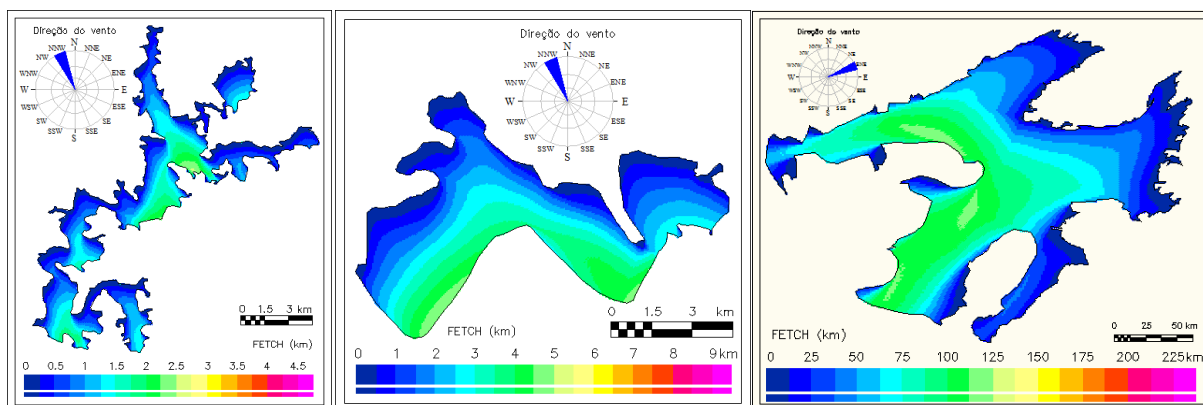 Direção do vento
N
NNW
NNE
NW
NE
WNW
ENE
W
E
WSW
ESE
SW
SE
SSW
SSE
S
0 1.5 3 km
FETCH (km)
0 0.5 1 1.5 2 2.5 3 3.5 4 4.5
Direção do vento
N
NNW
NNE
NW
NE
WNW
ENE
W
E
WSW
ESE
SW
SE
SSW
SSE
S
0 1.5 3 km
FETCH (km)
0 1 2 3 4 5 6 7 8 9 km
Direção do vento
N
NNW
NNE
NW
NE
WNW
ENE
W
E
WSW
ESE
SW
SE
SSW
SSE
S
0 25 50 km
FETCH (km)
0 25 50 75 100 125 150 175 200 225 km